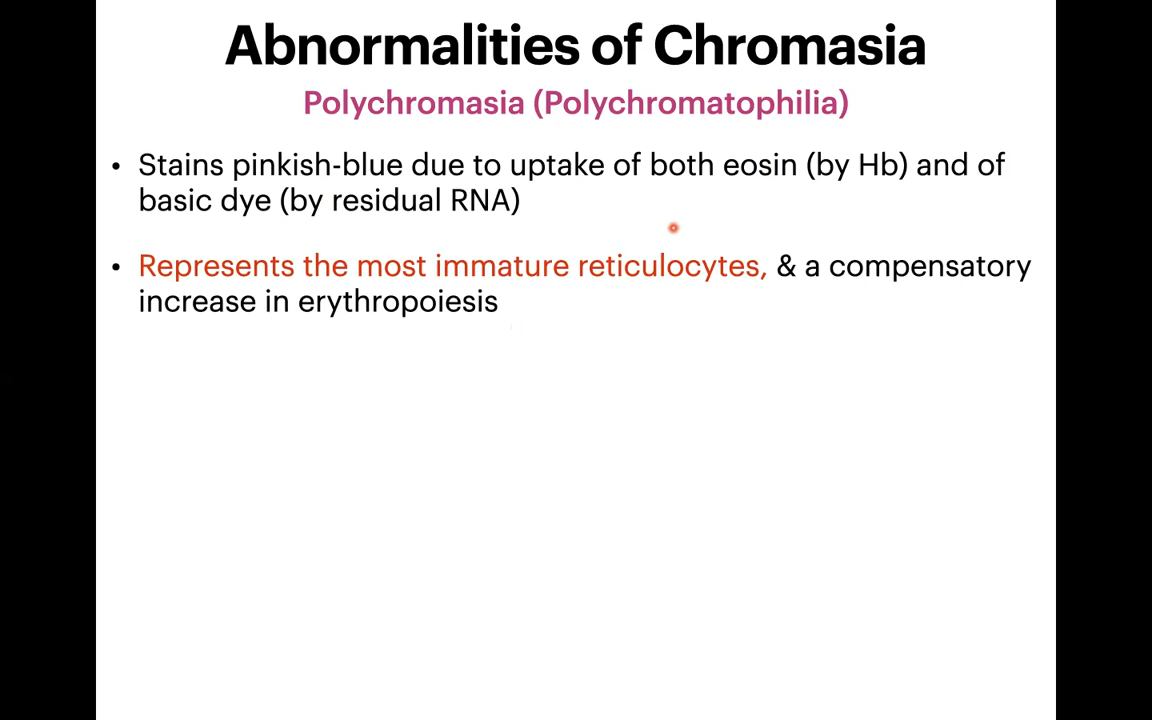 Abnormalities of Chromasia
Polychromasia (Polychromatophilia)
• Stains pinkish-blue due to uptake of both eosin (by Hb) and of
basic dye (by residual RNA)
• Represents the most immature reticulocytes, & a compensatory
increase in erythropoiesis